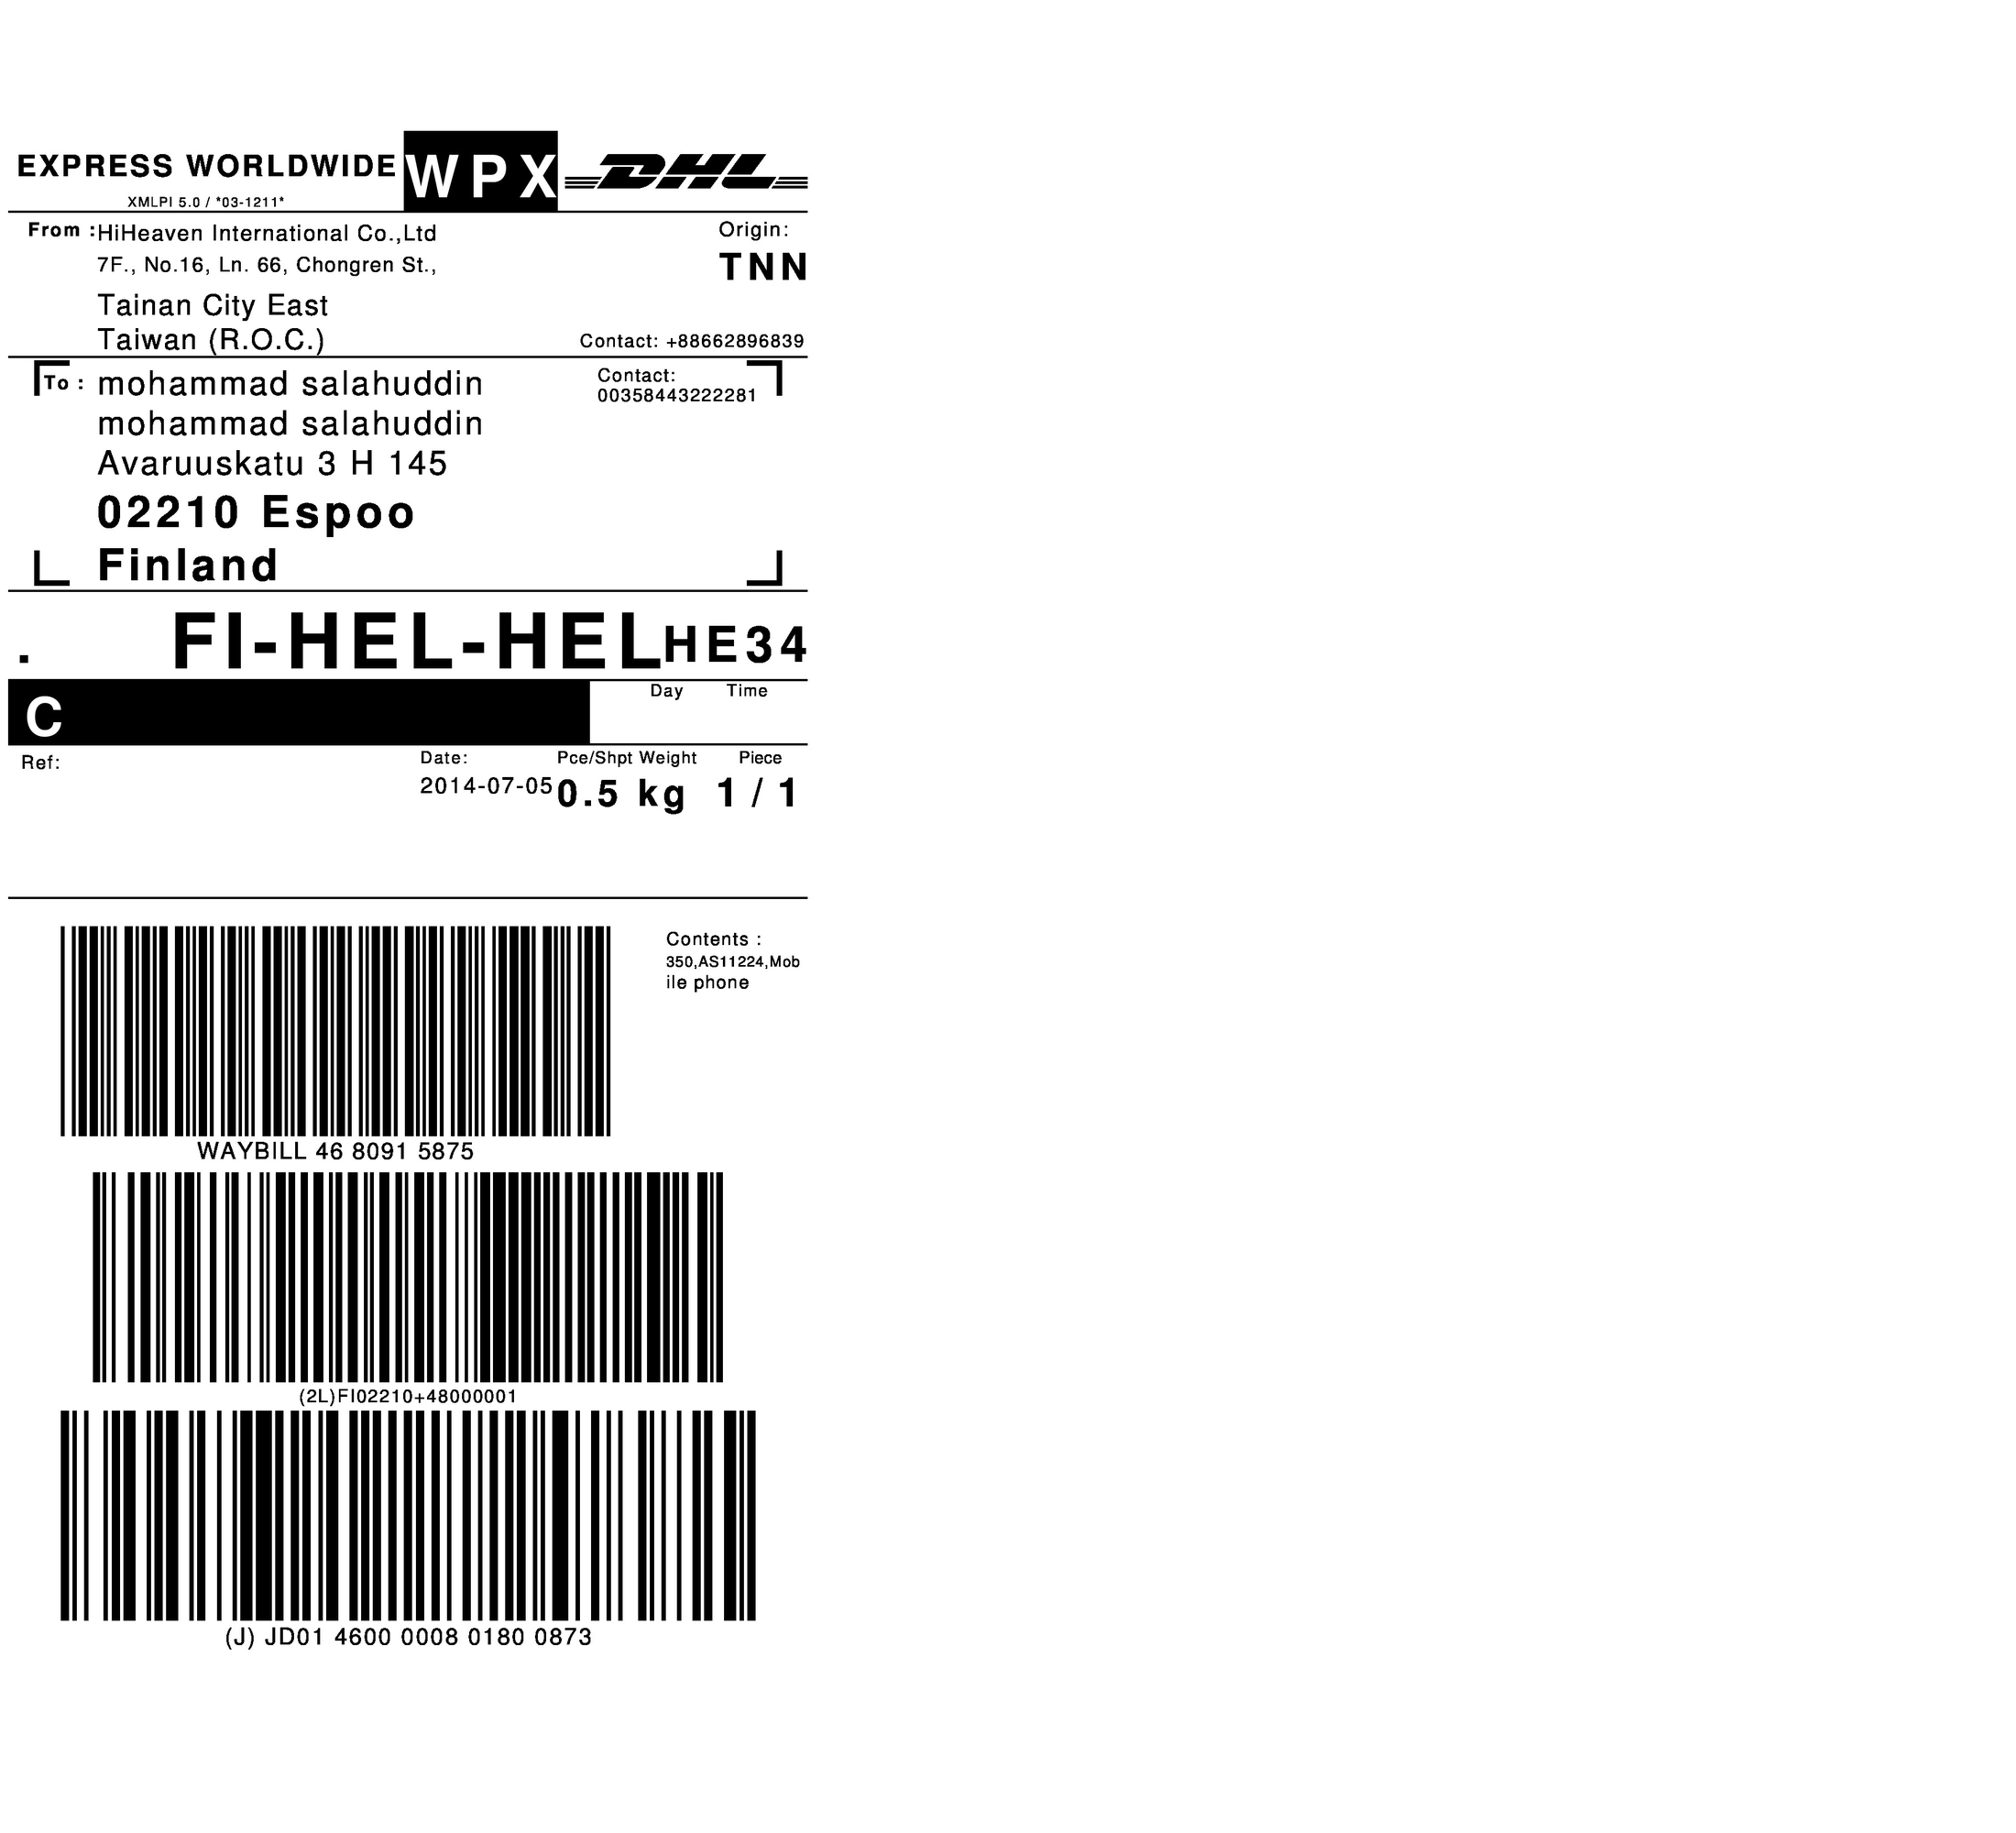 EXPRESS WORLDWIDE WPX DHL
XMLPI 5.0 / *03-1211*
From : HiHeaven International Co.,Ltd Origin:
7F., No.16, Ln. 66, Chongren St., TNN
Tainan City East
Taiwan (R.O.C.) Contact: +88662896839
To : mohammad salahuddin Contact:
00358443222281
mohammad salahuddin
Avaruuskatu 3 H 145
02210 Espoo
Finland
. FI-HEL-HEL HE34
C Day Time
Ref: Date: Pce/Shpt Weight Piece
2014-07-05 0.5 kg 1 / 1
Contents :
350,AS11224,Mob
ile phone
WAYBILL 46 8091 5875
(2L)FI02210+48000001
(J) JD01 4600 0008 0180 0873